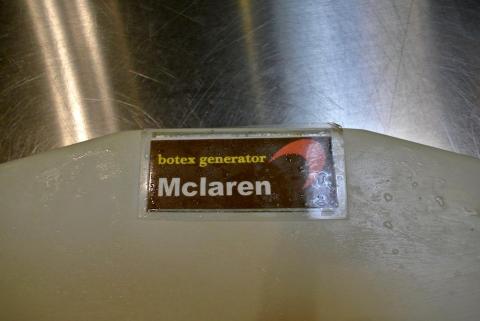 botex generator
Mclaren